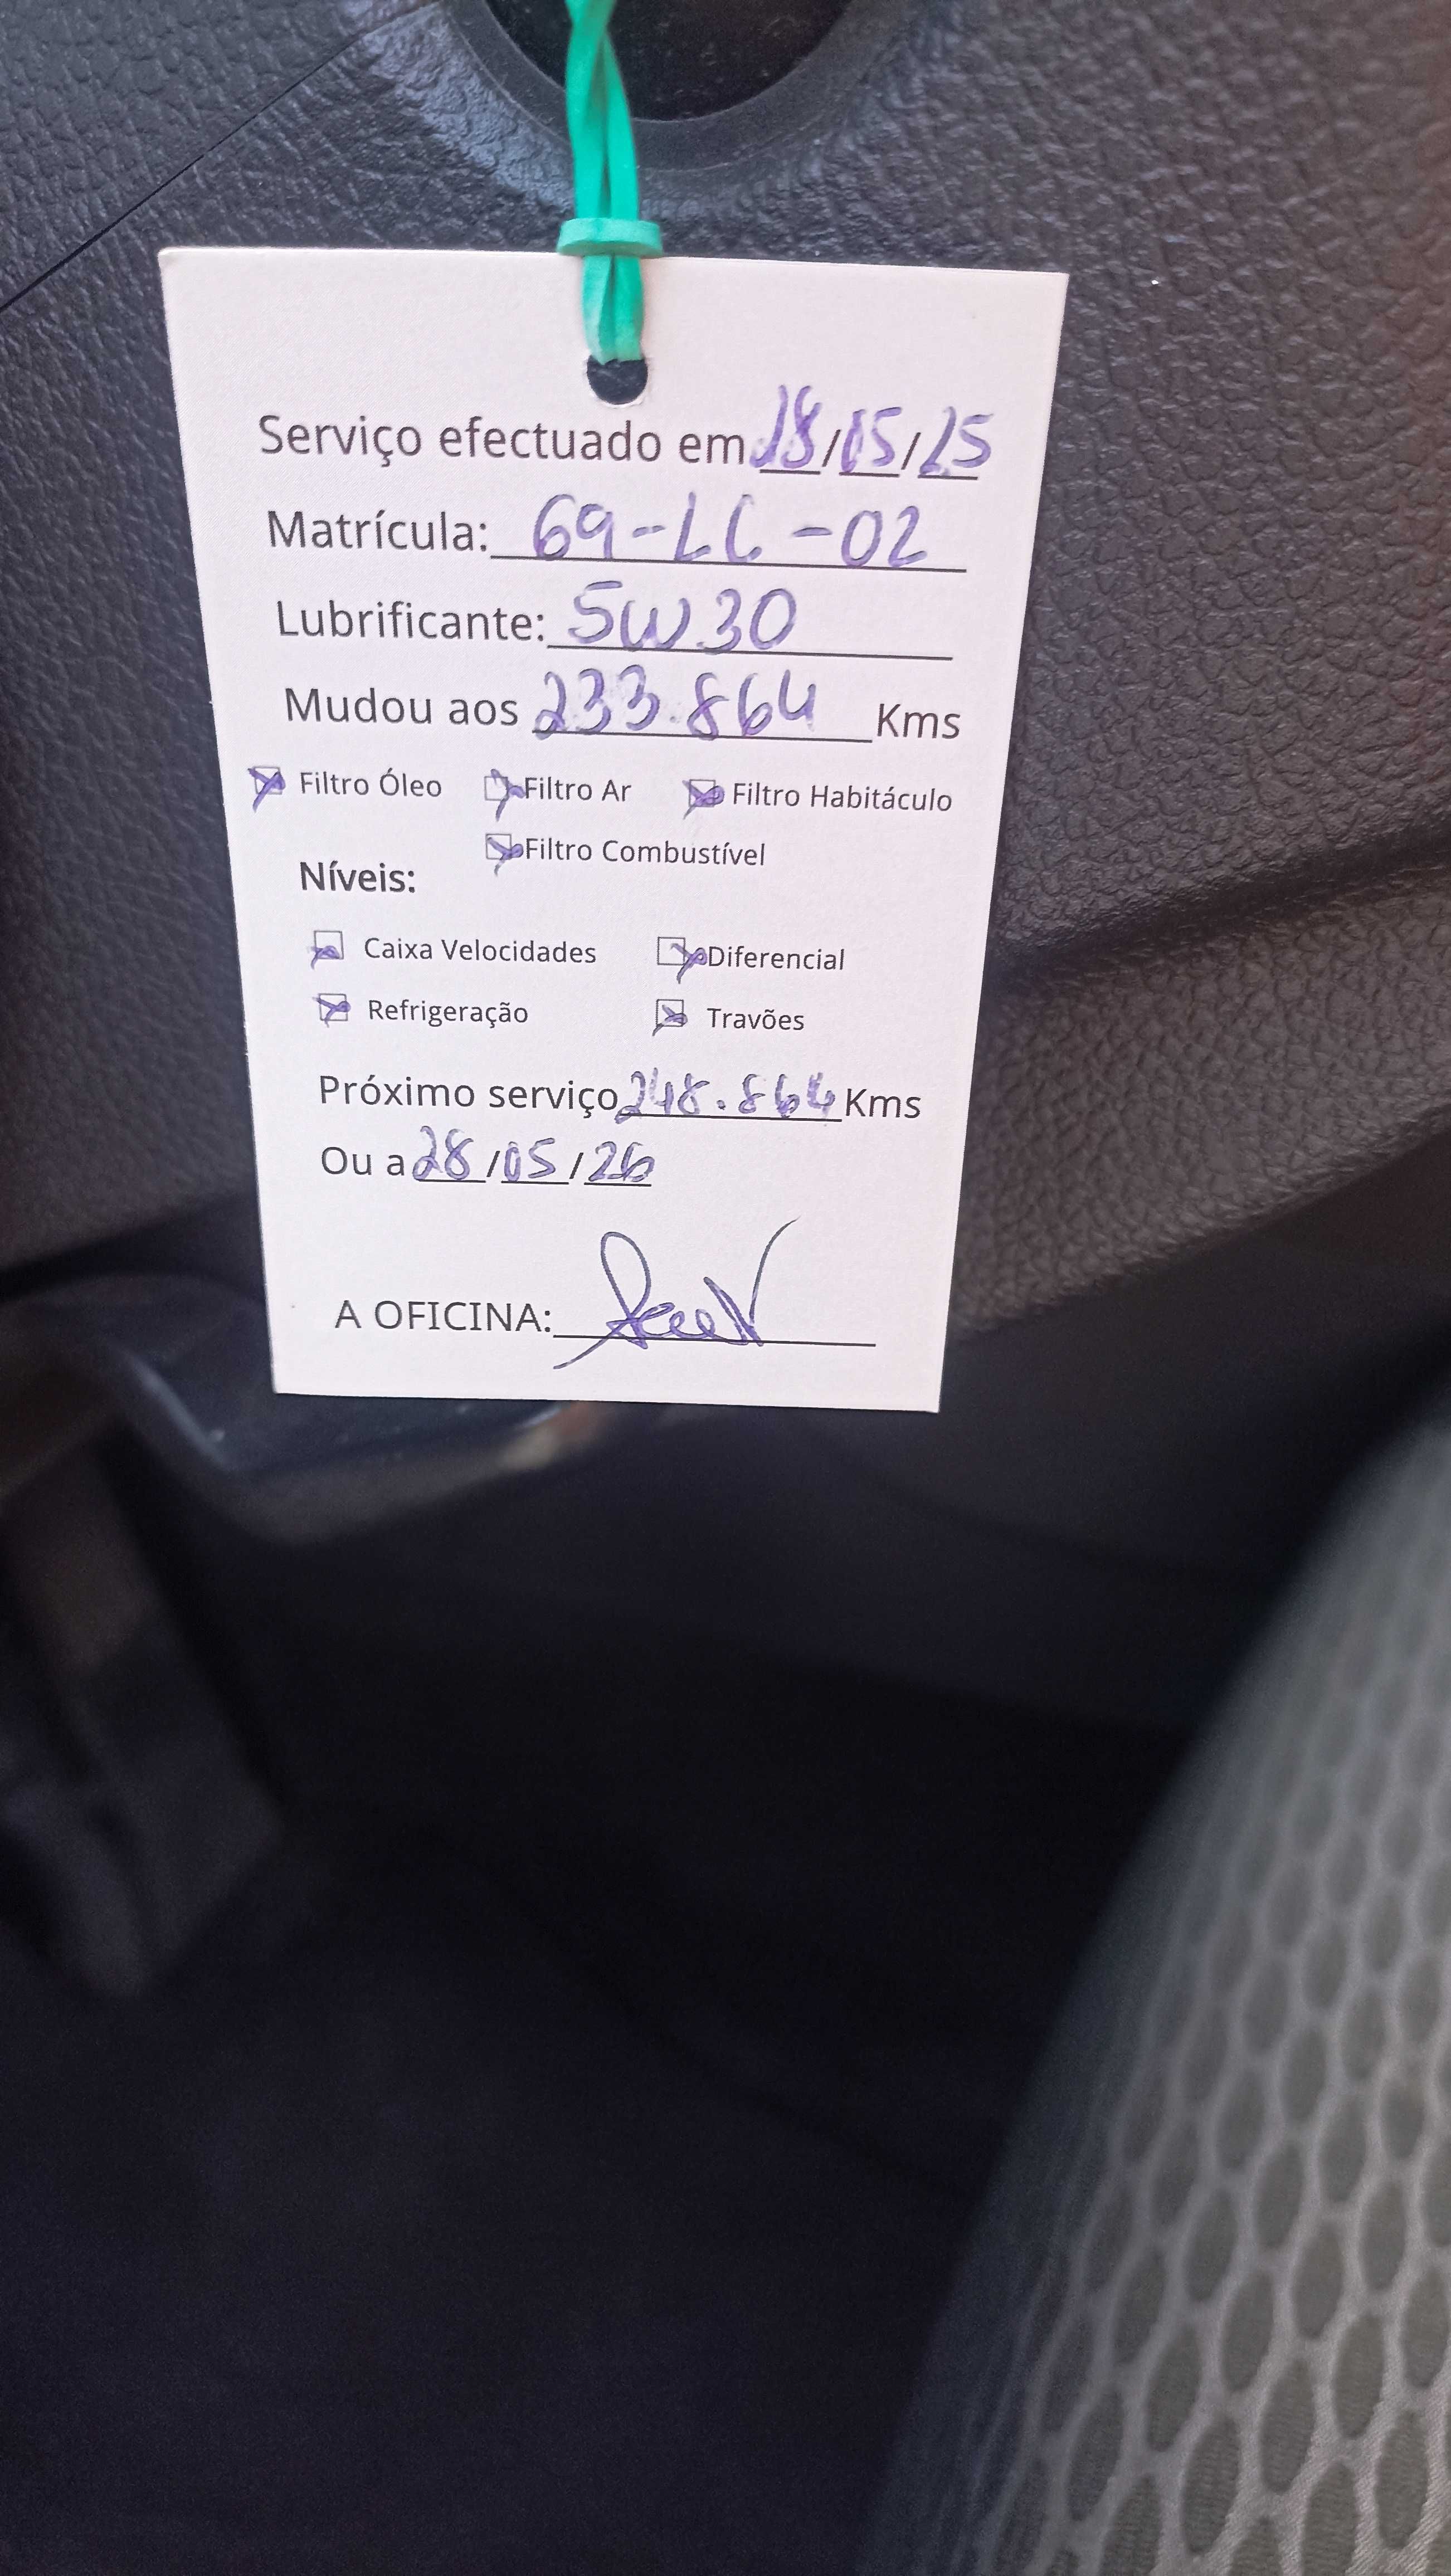 Serviço efectuado em 28/05/25
Matrícula: 69-LC-02
Lubrificante: 5W30
Mudou aos 233.864 Kms
Filtro Óleo Filtro Ar Filtro Habitáculo
Filtro Combustível
Níveis:
Caixa Velocidades Diferencial
Refrigeração Travões
Próximo serviço 248.864 Kms
Ou a 28/05/26
A OFICINA: